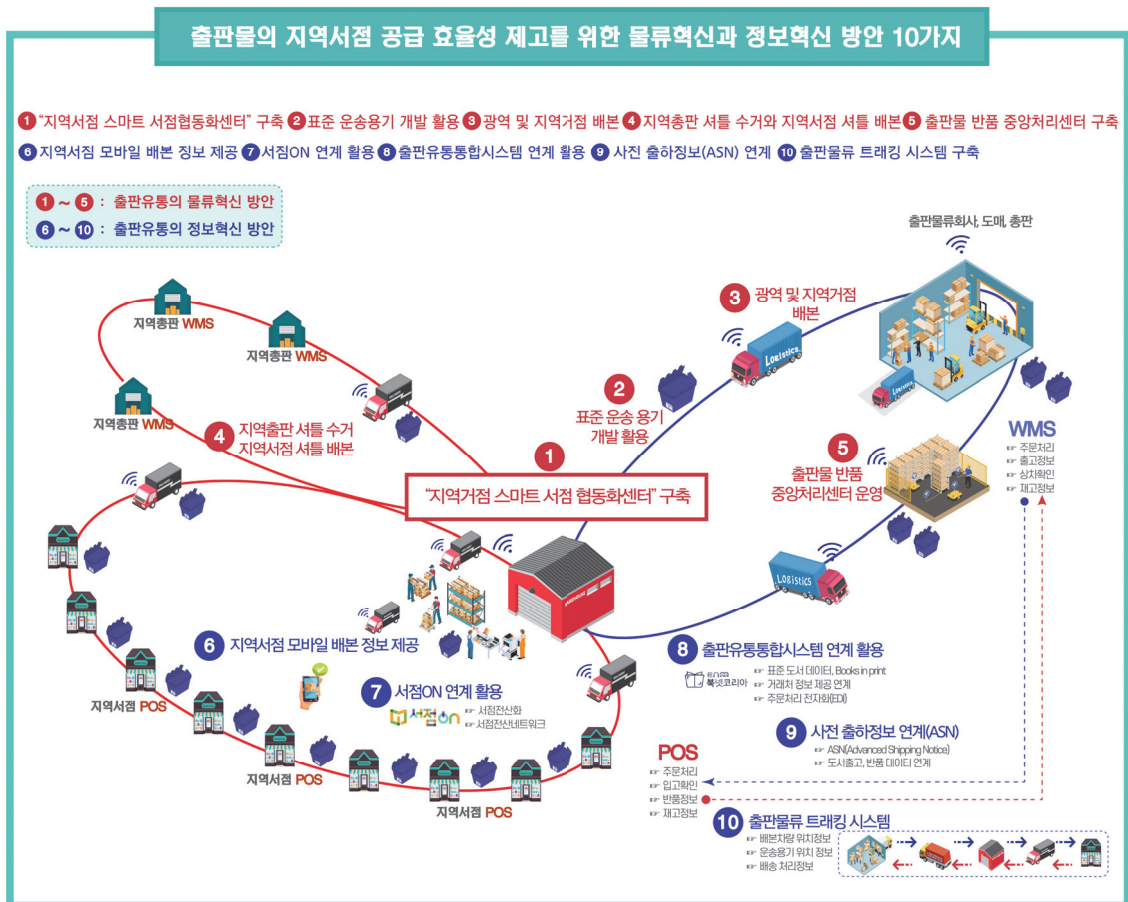 출판물의 지역서점 공급 효율성 제고를 위한 물류혁신과 정보혁신 방안 10가지
1 "지역서점 스마트 서점협동화센터" 구축 2 표준 운송용기 개발 활용 3 광역 및 지역거점 배본 4 지역총판 셔틀 수거와 지역서점 셔틀 배본 5 출판물 반품 중앙처리센터 구축
6 지역서점 모바일 배본 정보 제공 7 서점ON 연계 활용 8 출판유통통합시스템 연계 활용 9 사전 출하정보(ASN) 연계 10 출판물류 트래킹 시스템 구축
1 ~ 5 : 출판유통의 물류혁신 방안
6 ~ 10 : 출판유통의 정보혁신 방안
출판물류회사, 도매, 총판
지역총판 WMS
지역총판 WMS
지역총판 WMS
3 광역 및 지역거점
배본
Logistics
Logistics
2
표준 운송 용기
개발 활용
4 지역출판 셔틀 수거
지역서점 셔틀 배본
1
"지역거점 스마트 서점 협동화센터" 구축
5
출판물 반품
중앙처리센터 운영
WMS
☞ 주문처리
☞ 출고정보
☞ 상차확인
☞ 재고정보
LOGISTICS
WAREHOUSE
6 지역서점 모바일 배본 정보 제공
7 서점ON 연계 활용
서점on
☞ 서점전산화
☞ 서점전산네트워크
8 출판유통통합시스템 연계 활용
북넷코리아
☞ 표준 도서 데이터, Books in print
☞ 거래처 정보 제공 연계
☞ 주문처리 전자화(EDI)
9 사전 출하정보 연계(ASN)
☞ ASN(Advanced Shipping Notice)
☞ 도서출고, 반품 데이터 연계
지역서점 POS
지역서점 POS
지역서점 POS
POS
☞ 주문처리
☞ 입고확인
☞ 반품정보
☞ 재고정보
10 출판물류 트래킹 시스템
☞ 배본차량 위치정보
☞ 운송용기 위치 정보
☞ 배송 처리정보